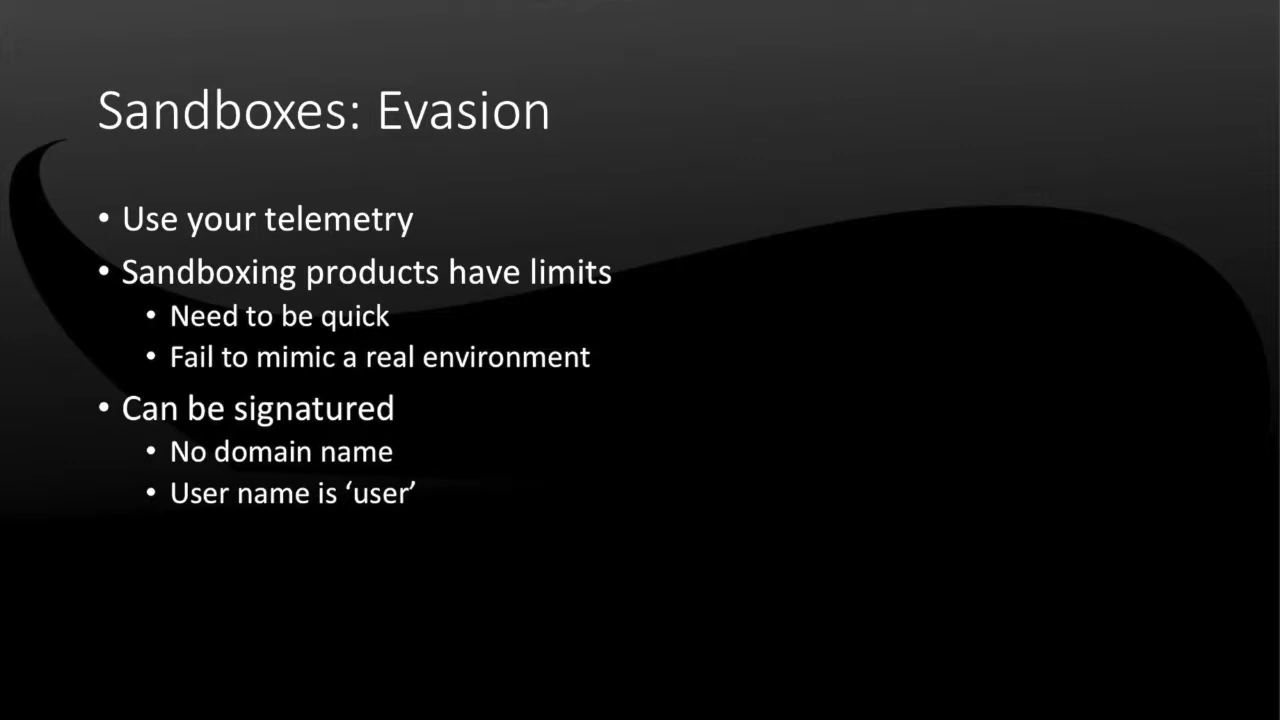 Sandboxes: Evasion
• Use your telemetry
• Sandboxing products have limits
• Need to be quick
• Fail to mimic a real environment
• Can be signatured
• No domain name
• User name is ‘user’